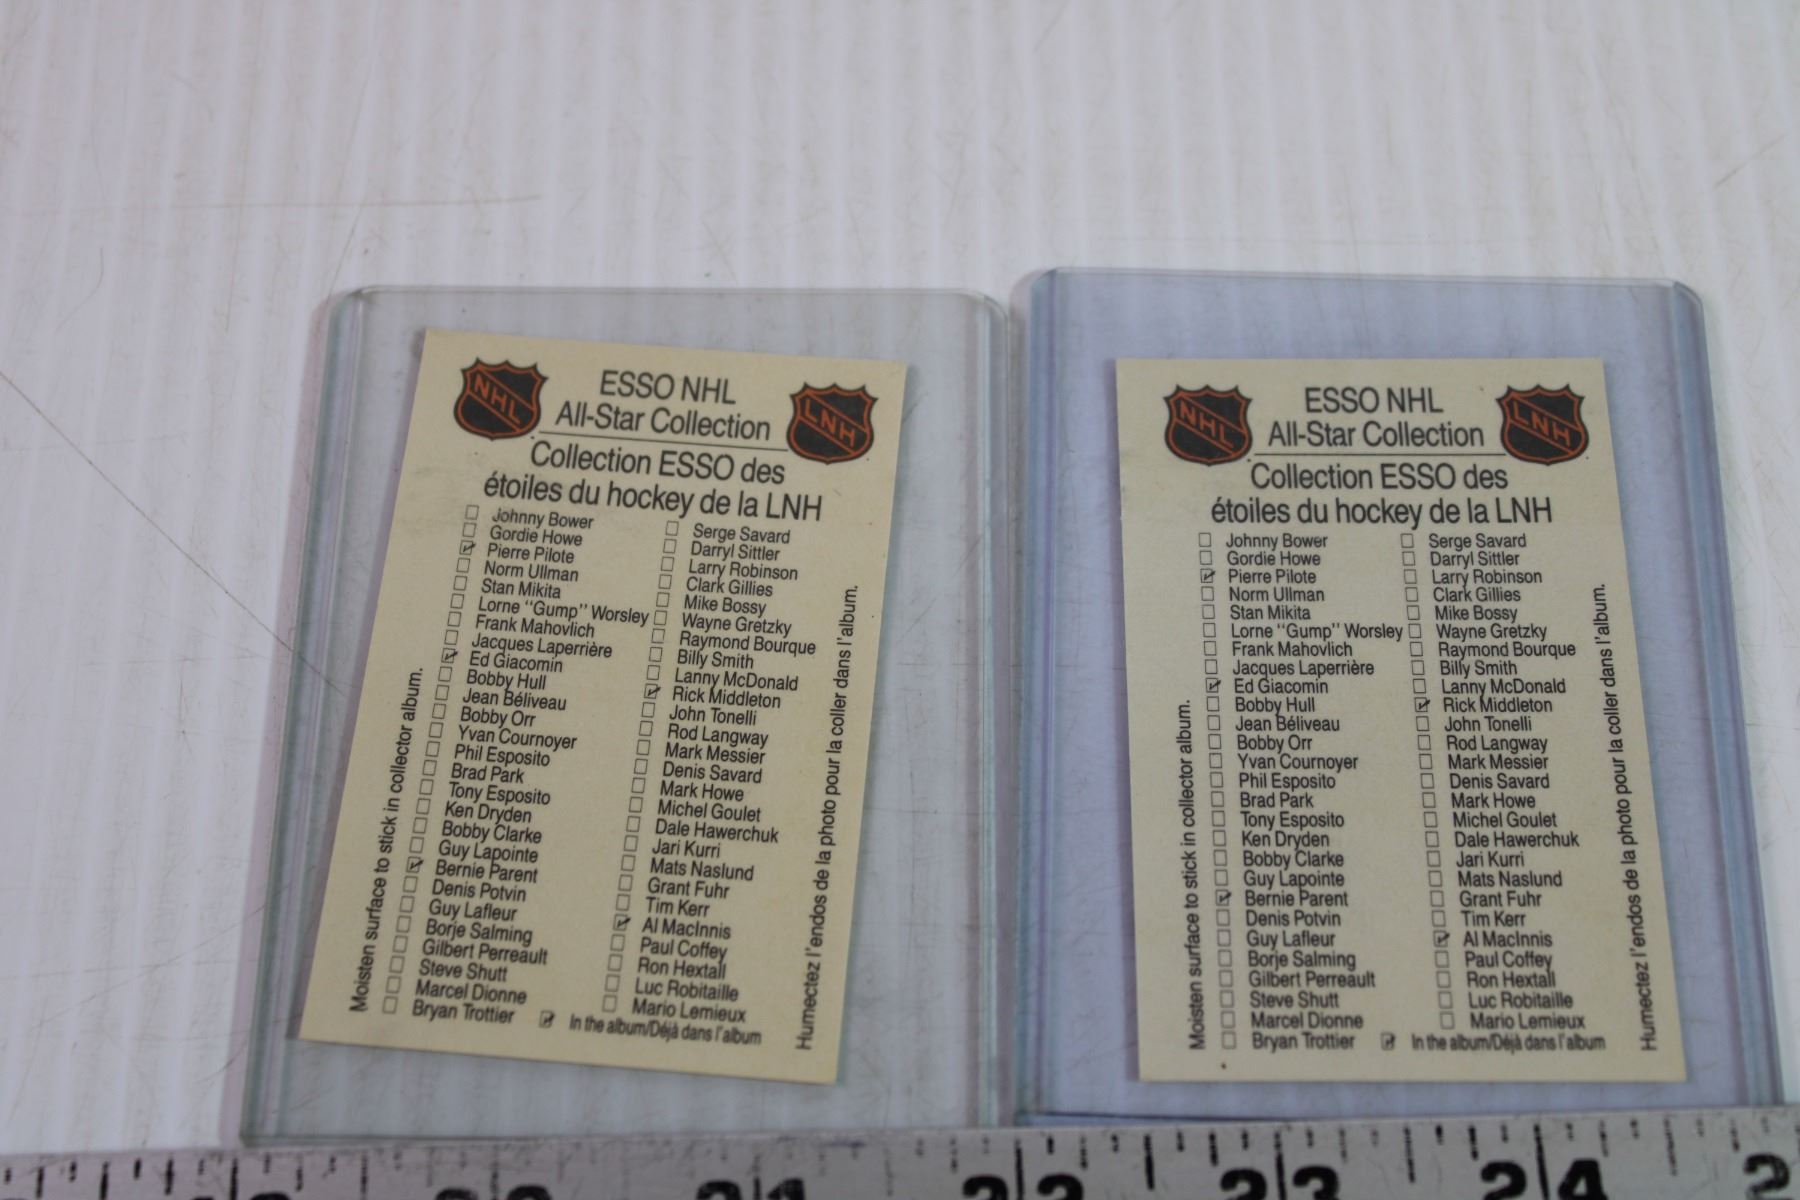 NHL
ESSO NHL
All-Star Collection
LNH
Collection ESSO des
étoiles du hockey de la LNH
Johnny Bower
Gordie Howe
Pierre Pilote
Norm Ullman
Stan Mikita
Lorne "Gump" Worsley
Frank Mahovlich
Jacques Laperrière
Ed Giacomin
Bobby Hull
Jean Béliveau
Bobby Orr
Yvan Cournoyer
Phil Esposito
Brad Park
Tony Esposito
Ken Dryden
Bobby Clarke
Guy Lapointe
Bernie Parent
Denis Potvin
Guy Lafleur
Borje Salming
Gilbert Perreault
Steve Shutt
Marcel Dionne
Bryan Trottier
Serge Savard
Darryl Sittler
Larry Robinson
Clark Gillies
Mike Bossy
Wayne Gretzky
Raymond Bourque
Billy Smith
Lanny McDonald
Rick Middleton
John Tonelli
Rod Langway
Mark Messier
Denis Savard
Mark Howe
Michel Goulet
Dale Hawerchuk
Jari Kurri
Mats Naslund
Grant Fuhr
Tim Kerr
Al MacInnis
Paul Coffey
Ron Hextall
Luc Robitaille
Mario Lemieux
In the album/Déjà dans l'album
Moisten surface to stick in collector album.
Humectez l'endos de la photo pour la coller dans l'album.
NHL
ESSO NHL
All-Star Collection
LNH
Collection ESSO des
étoiles du hockey de la LNH
Johnny Bower
Gordie Howe
Pierre Pilote
Norm Ullman
Stan Mikita
Lorne "Gump" Worsley
Frank Mahovlich
Jacques Laperrière
Ed Giacomin
Bobby Hull
Jean Béliveau
Bobby Orr
Yvan Cournoyer
Phil Esposito
Brad Park
Tony Esposito
Ken Dryden
Bobby Clarke
Guy Lapointe
Bernie Parent
Denis Potvin
Guy Lafleur
Borje Salming
Gilbert Perreault
Steve Shutt
Marcel Dionne
Bryan Trottier
Serge Savard
Darryl Sittler
Larry Robinson
Clark Gillies
Mike Bossy
Wayne Gretzky
Raymond Bourque
Billy Smith
Lanny McDonald
Rick Middleton
John Tonelli
Rod Langway
Mark Messier
Denis Savard
Mark Howe
Michel Goulet
Dale Hawerchuk
Jari Kurri
Mats Naslund
Grant Fuhr
Tim Kerr
Al MacInnis
Paul Coffey
Ron Hextall
Luc Robitaille
Mario Lemieux
In the album/Déjà dans l'album
Moisten surface to stick in collector album.
Humectez l'endos de la photo pour la coller dans l'album.
21 22 23 24